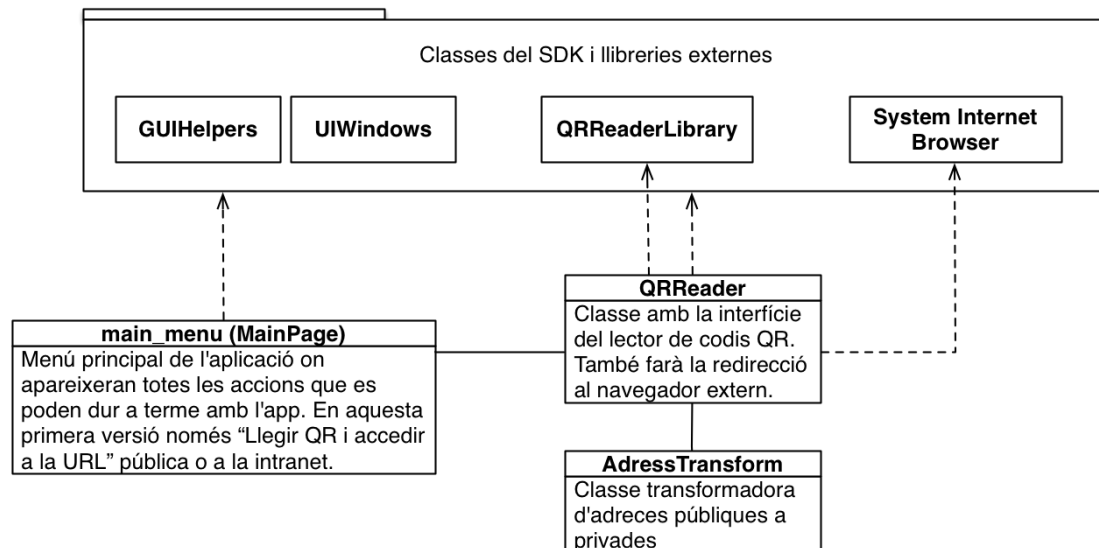 Classes del SDK i llibreries externes
GUIHelpers
UIWindows
QRReaderLibrary
System Internet
Browser
QRReader
Classe amb la interfície
del lector de codis QR.
També farà la redirecció
al navegador extern.
main_menu (MainPage)
Menú principal de l'aplicació on
apareixeran totes les accions que es
poden dur a terme amb l'app. En aquesta
primera versió només “Llegir QR i accedir
a la URL” pública o a la intranet.
AdressTransform
Classe transformadora
d'adreces públiques a
privades